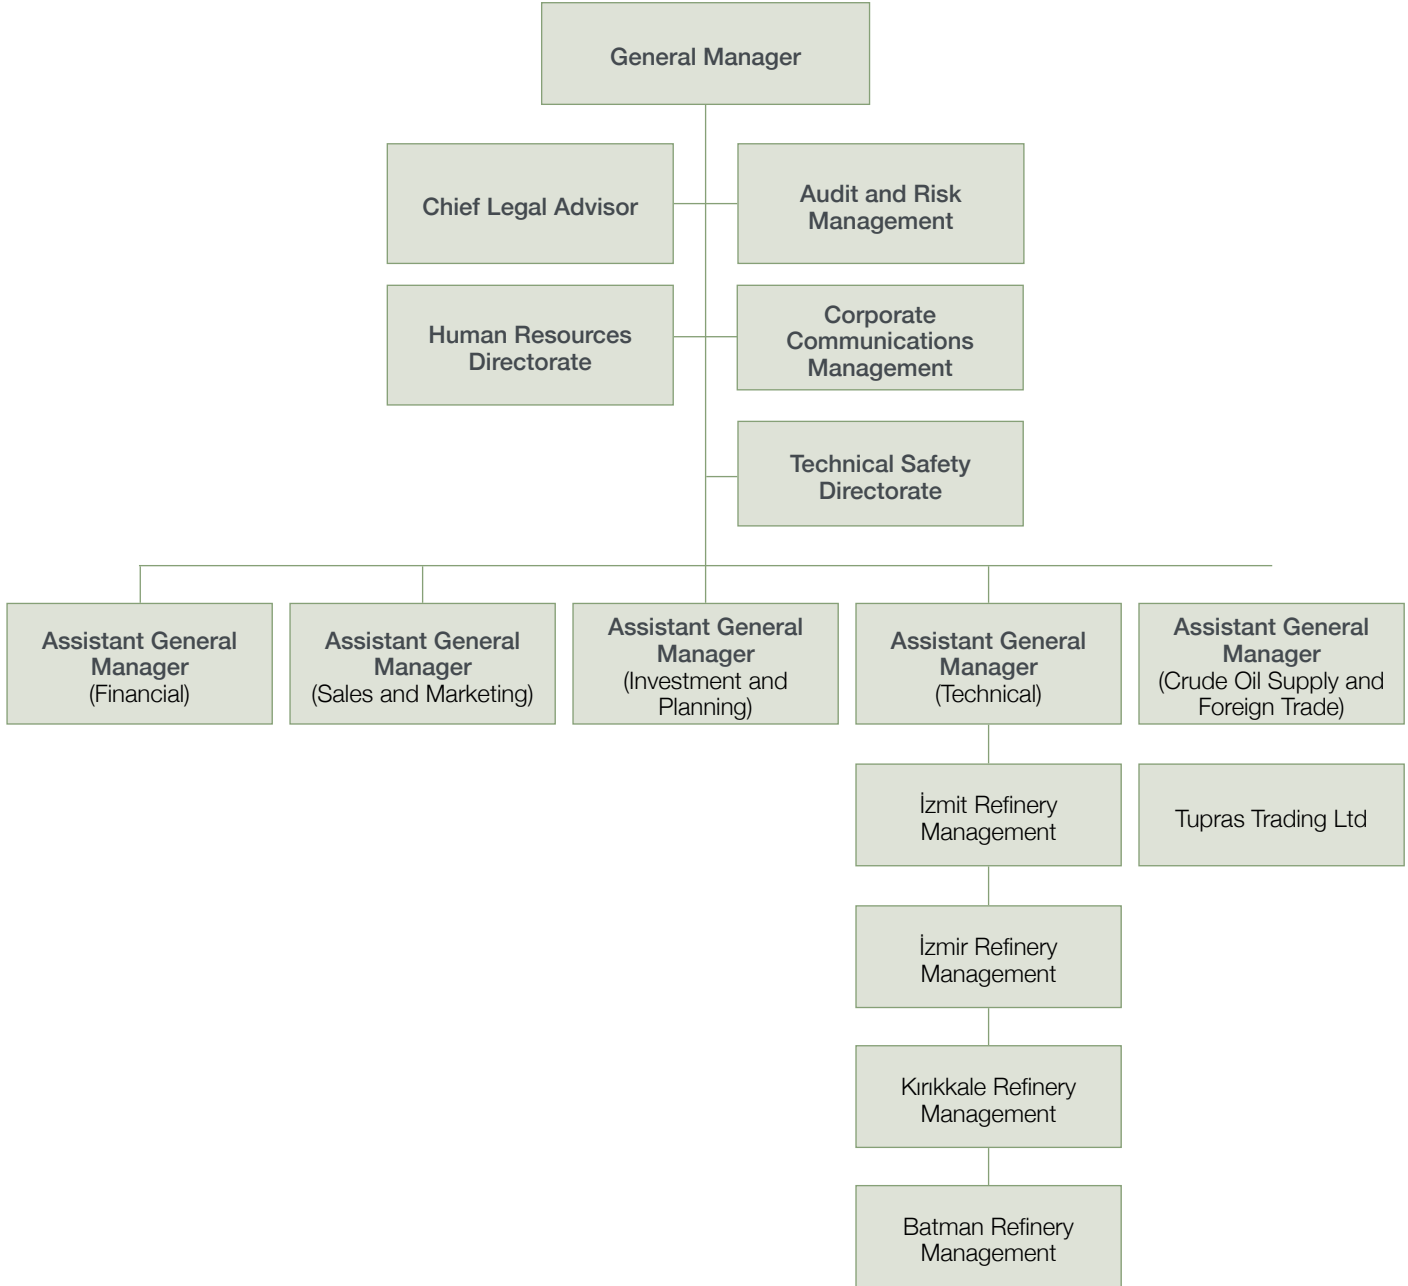 General Manager
Chief Legal Advisor
Audit and Risk
Management
Human Resources
Directorate
Corporate
Communications
Management
Technical Safety
Directorate
Assistant General
Manager
(Financial)
Assistant General
Manager
(Sales and Marketing)
Assistant General
Manager
(Investment and
Planning)
Assistant General
Manager
(Technical)
Assistant General
Manager
(Crude Oil Supply and
Foreign Trade)
İzmit Refinery
Management
Tupras Trading Ltd
İzmir Refinery
Management
Kırıkkale Refinery
Management
Batman Refinery
Management